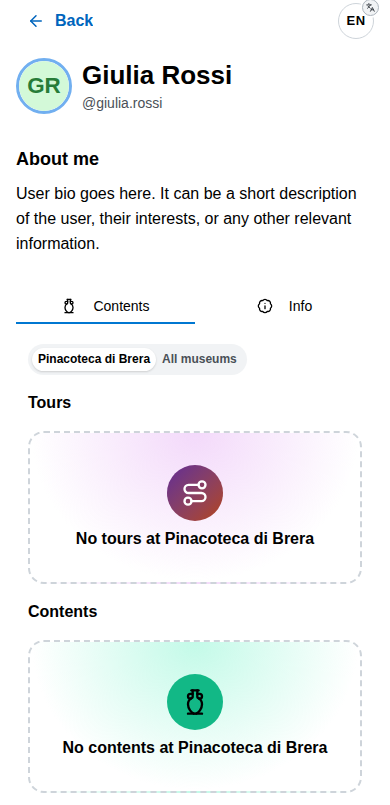 Back
EN
GR
Giulia Rossi
@giulia.rossi
About me
User bio goes here. It can be a short description
of the user, their interests, or any other relevant
information.
Contents
Info
Pinacoteca di Brera
All museums
Tours
No tours at Pinacoteca di Brera
Contents
No contents at Pinacoteca di Brera